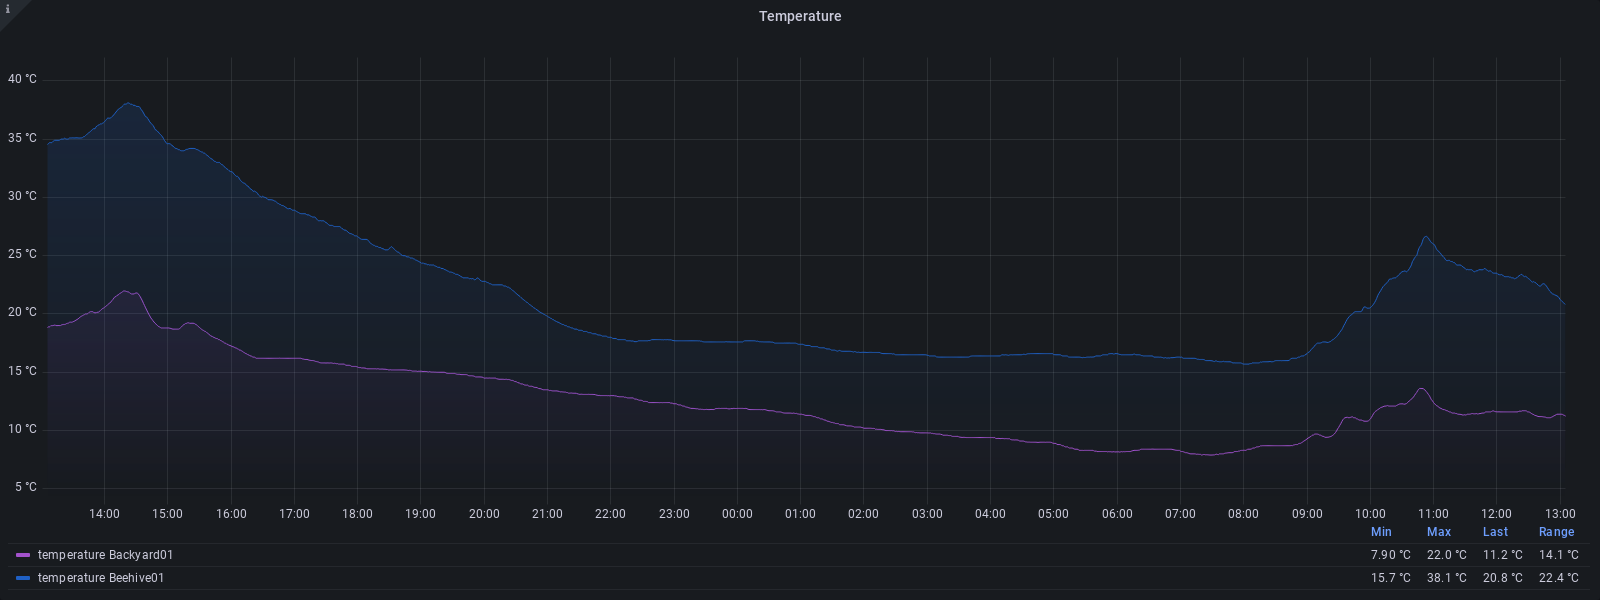 i
Temperature
40 °C
35 °C
30 °C
25 °C
20 °C
15 °C
10 °C
5 °C
14:00 15:00 16:00 17:00 18:00 19:00 20:00 21:00 22:00 23:00 00:00 01:00 02:00 03:00 04:00 05:00 06:00 07:00 08:00 09:00 10:00 11:00 12:00 13:00
Min Max Last Range
temperature Backyard01 7.90 °C 22.0 °C 11.2 °C 14.1 °C
temperature Beehive01 15.7 °C 38.1 °C 20.8 °C 22.4 °C